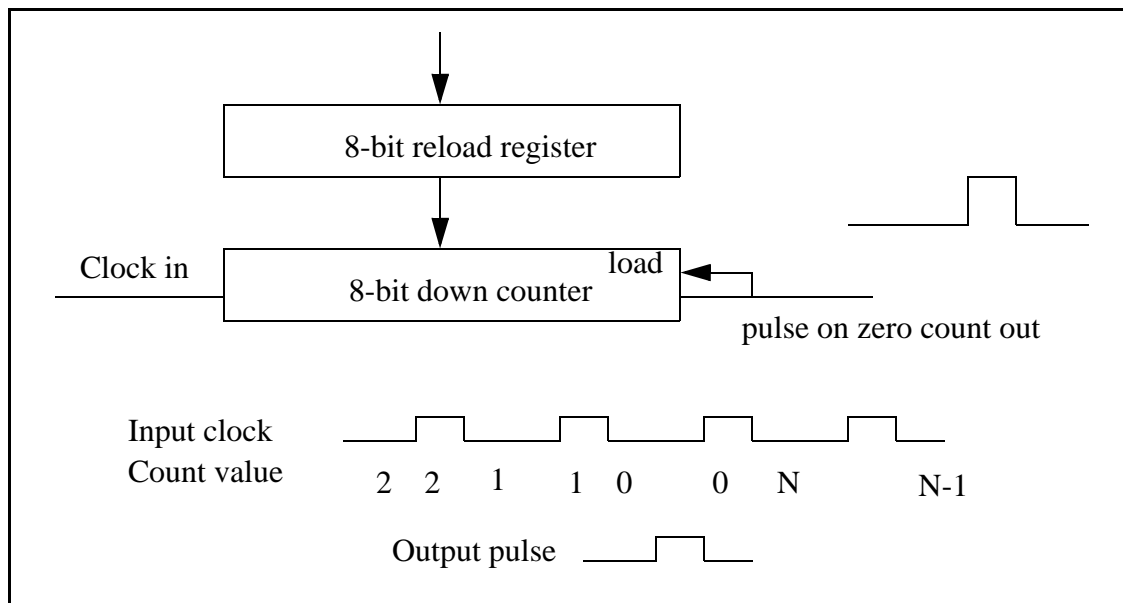 8-bit reload register
Clock in
load
8-bit down counter
pulse on zero count out
Input clock
Count value
2 2 1 1 0 0 N N-1
Output pulse